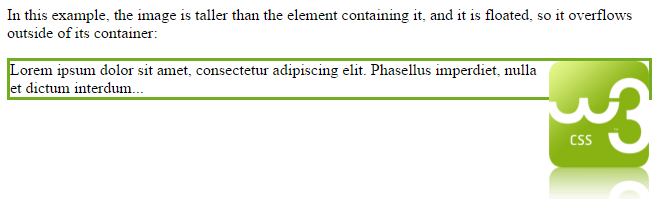 In this example, the image is taller than the element containing it, and it is floated, so it overflows
outside of its container:
Lorem ipsum dolor sit amet, consectetur adipiscing elit. Phasellus imperdiet, nulla
et dictum interdum...
w3
CSS